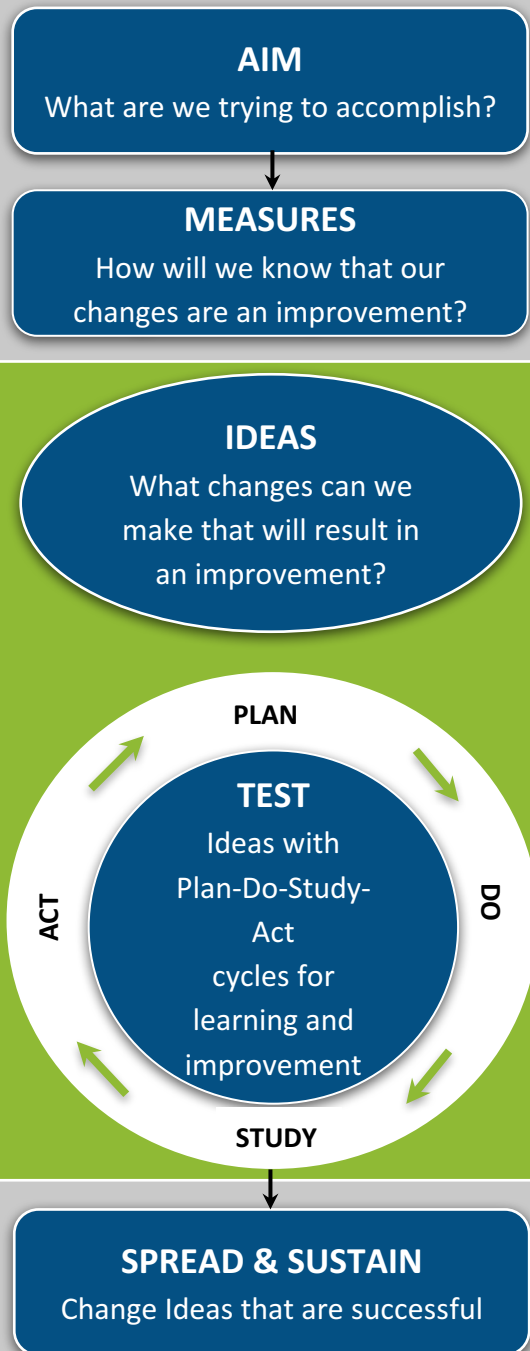 AIM
What are we trying to accomplish?
MEASURES
How will we know that our
changes are an improvement?
IDEAS
What changes can we
make that will result in
an improvement?
PLAN
TEST
Ideas with
Plan-Do-Study-
Act
cycles for
learning and
improvement
ACT
DO
STUDY
SPREAD & SUSTAIN
Change Ideas that are successful